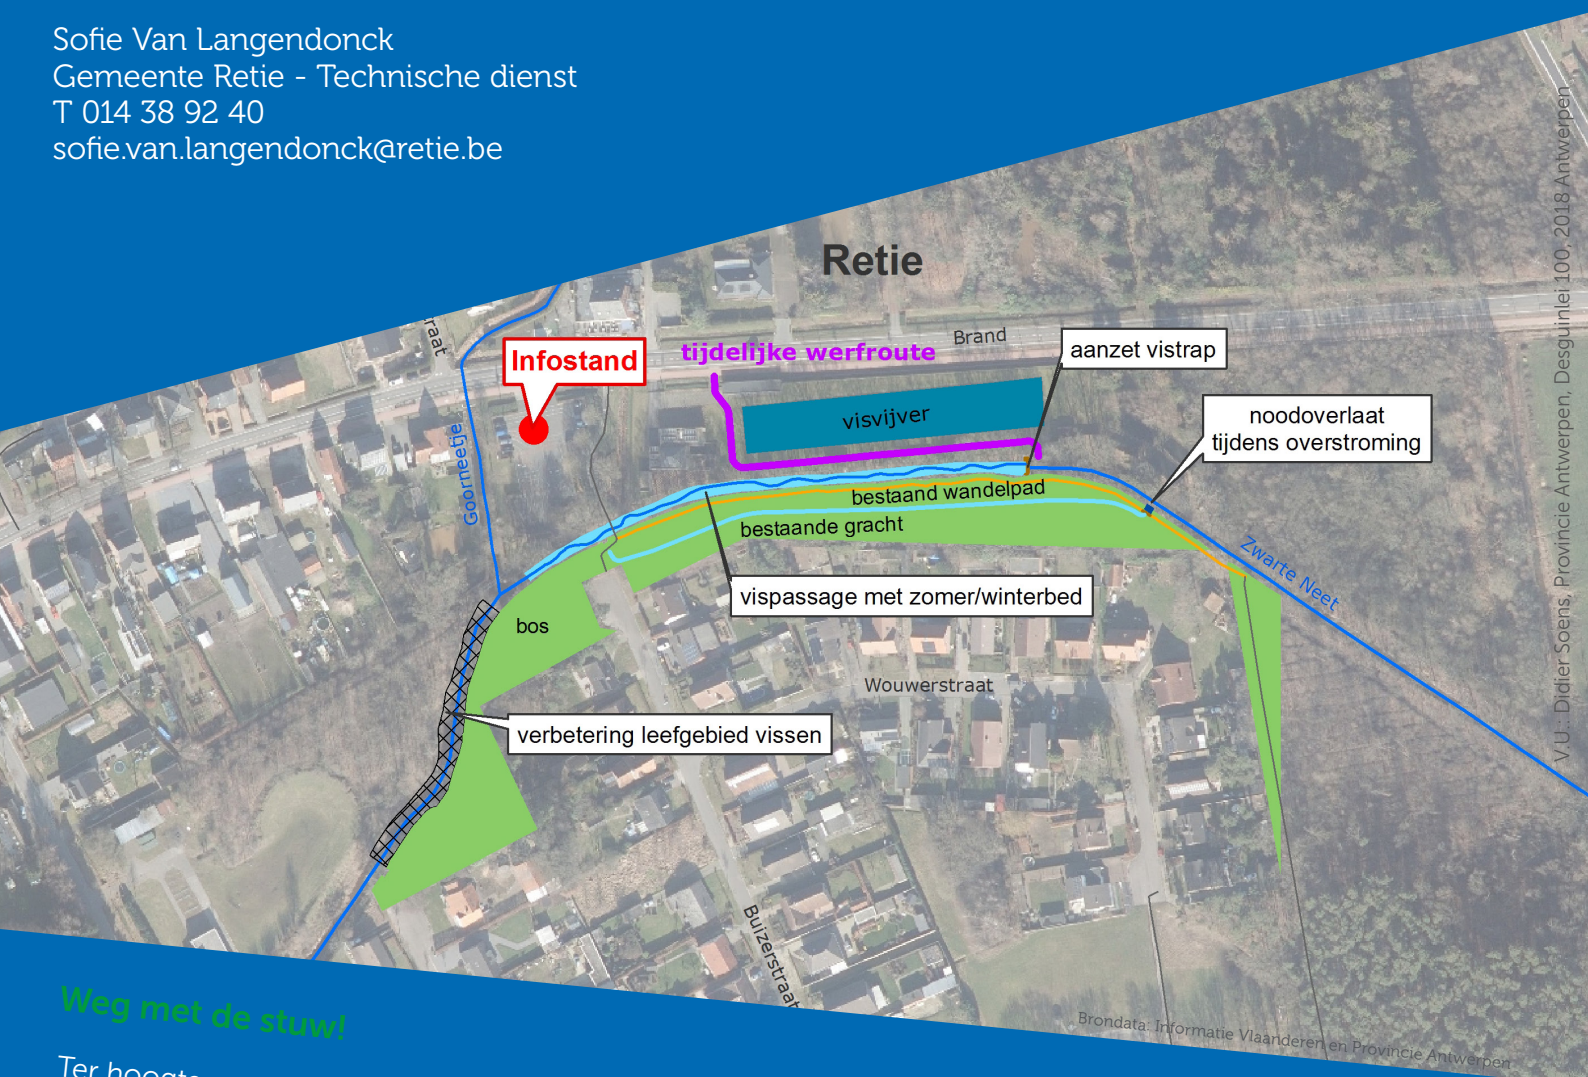 Sofie Van Langendonck
Gemeente Retie - Technische dienst
T 014 38 92 40
sofie.van.langendonck@retie.be
Retie
Brand
tijdelijke werfroute
aanzet vistrap
Infostand
visvijver
noodoverlaat
tijdens overstroming
Goorneetje
bestaand wandelpad
bestaande gracht
Zwarte Neet
vispassage met zomer/winterbed
bos
Wouwerstraat
verbetering leefgebied vissen
Buizerstraat
V.U.: Didier Soens, Provincie Antwerpen, Desguinlei 100, 2018 Antwerpen
Brondata: Informatie Vlaanderen en Provincie Antwerpen
Weg met de stuw!
Ter hoogte